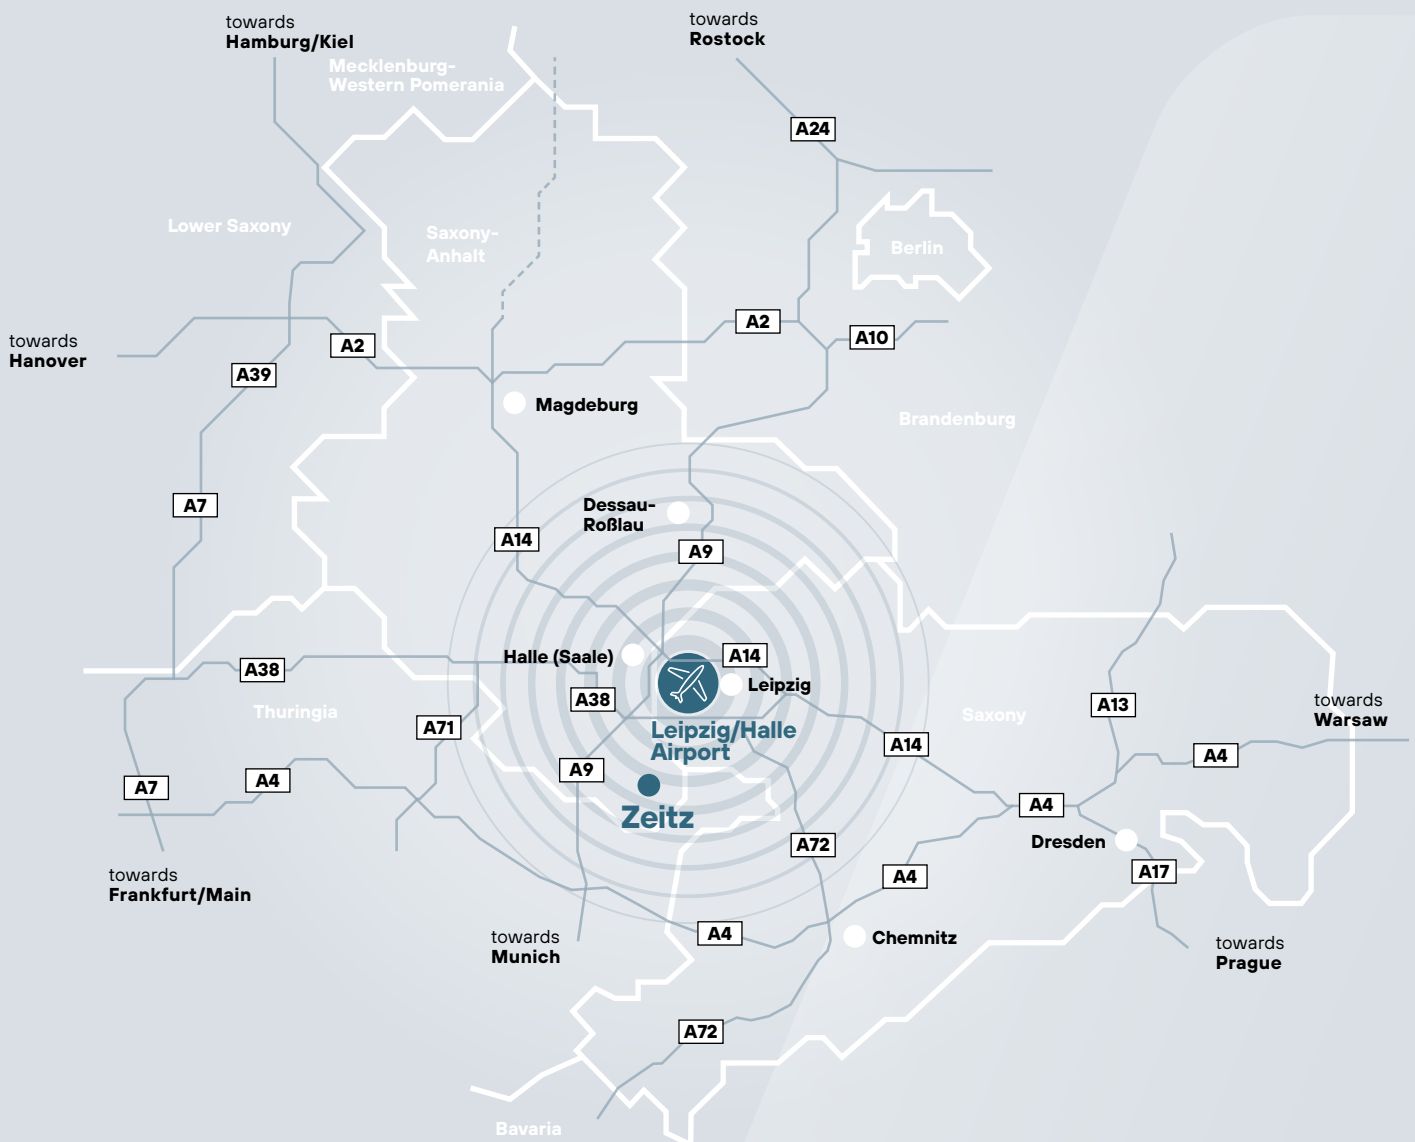 towards
Hamburg/Kiel
towards
Rostock
Mecklenburg-
Western Pomerania
A24
Lower Saxony
Saxony-
Anhalt
Berlin
towards
Hanover
A2
A2
A10
A39
Magdeburg
Brandenburg
A7
Dessau-
Roßlau
A14
A9
Halle (Saale)
A14
Leipzig
A38
A38
Thuringia
A71
Leipzig/Halle
Airport
Saxony
A13
towards
Warsaw
A14
A4
A7
A4
A9
Zeitz
A4
A72
Dresden
A17
towards
Frankfurt/Main
A4
towards
Munich
A4
Chemnitz
towards
Prague
A72
Bavaria